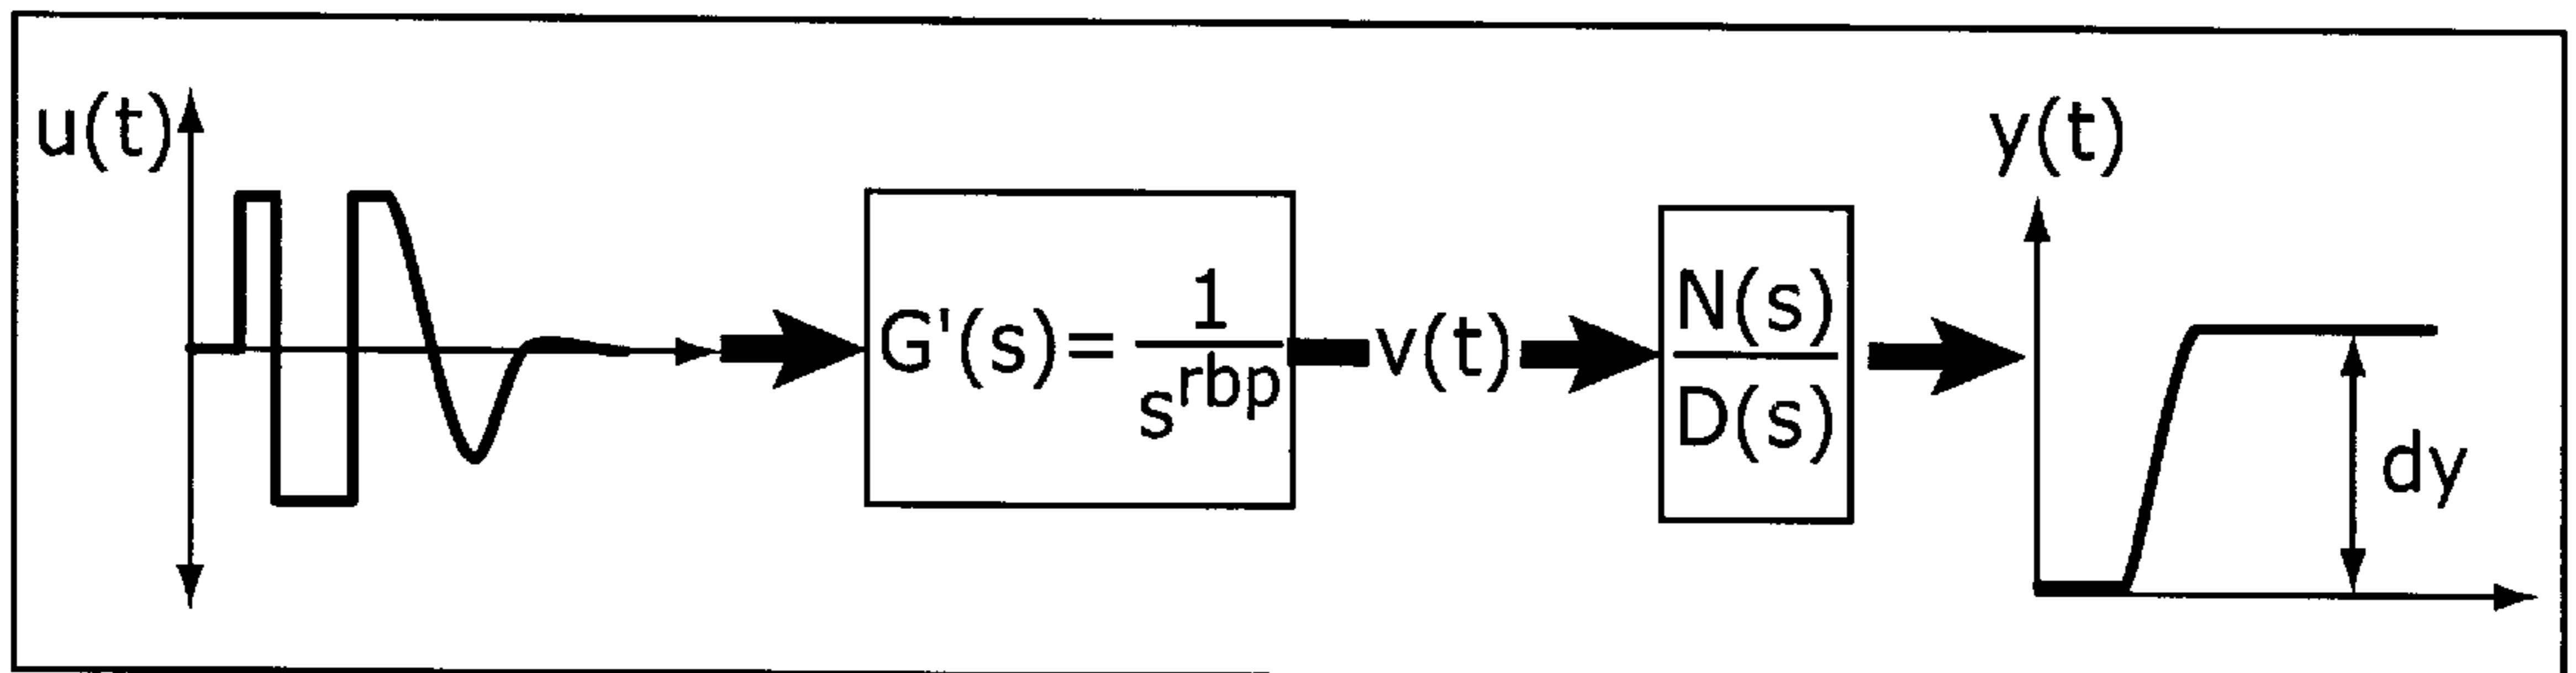 u(t)
G'(s)= 1
s^rbp
v(t)
N(s)
D(s)
y(t)
dy